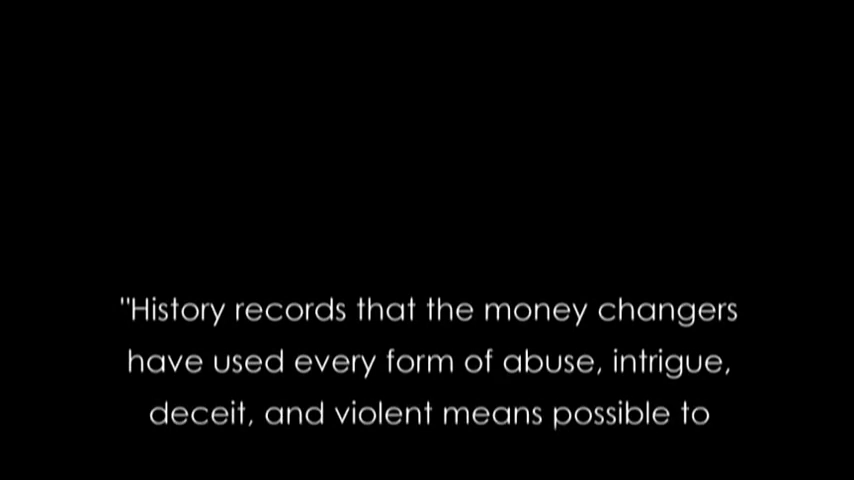 "History records that the money changers
have used every form of abuse, intrigue,
deceit, and violent means possible to